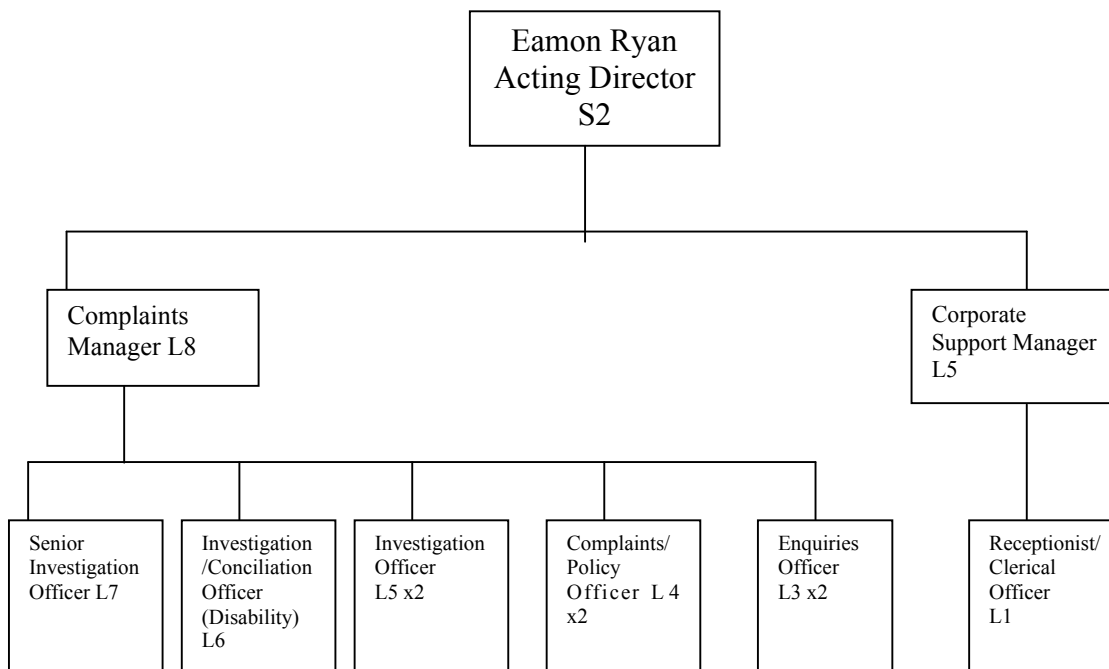 Eamon Ryan
Acting Director
S2
Complaints
Manager L8
Corporate
Support Manager
L5
Senior
Investigation
Officer L7
Investigation
/Conciliation
Officer
(Disability)
L6
Investigation
Officer
L5 x2
Complaints/
Policy
Officer L 4
x2
Enquiries
Officer
L3 x2
Receptionist/
Clerical
Officer
L1